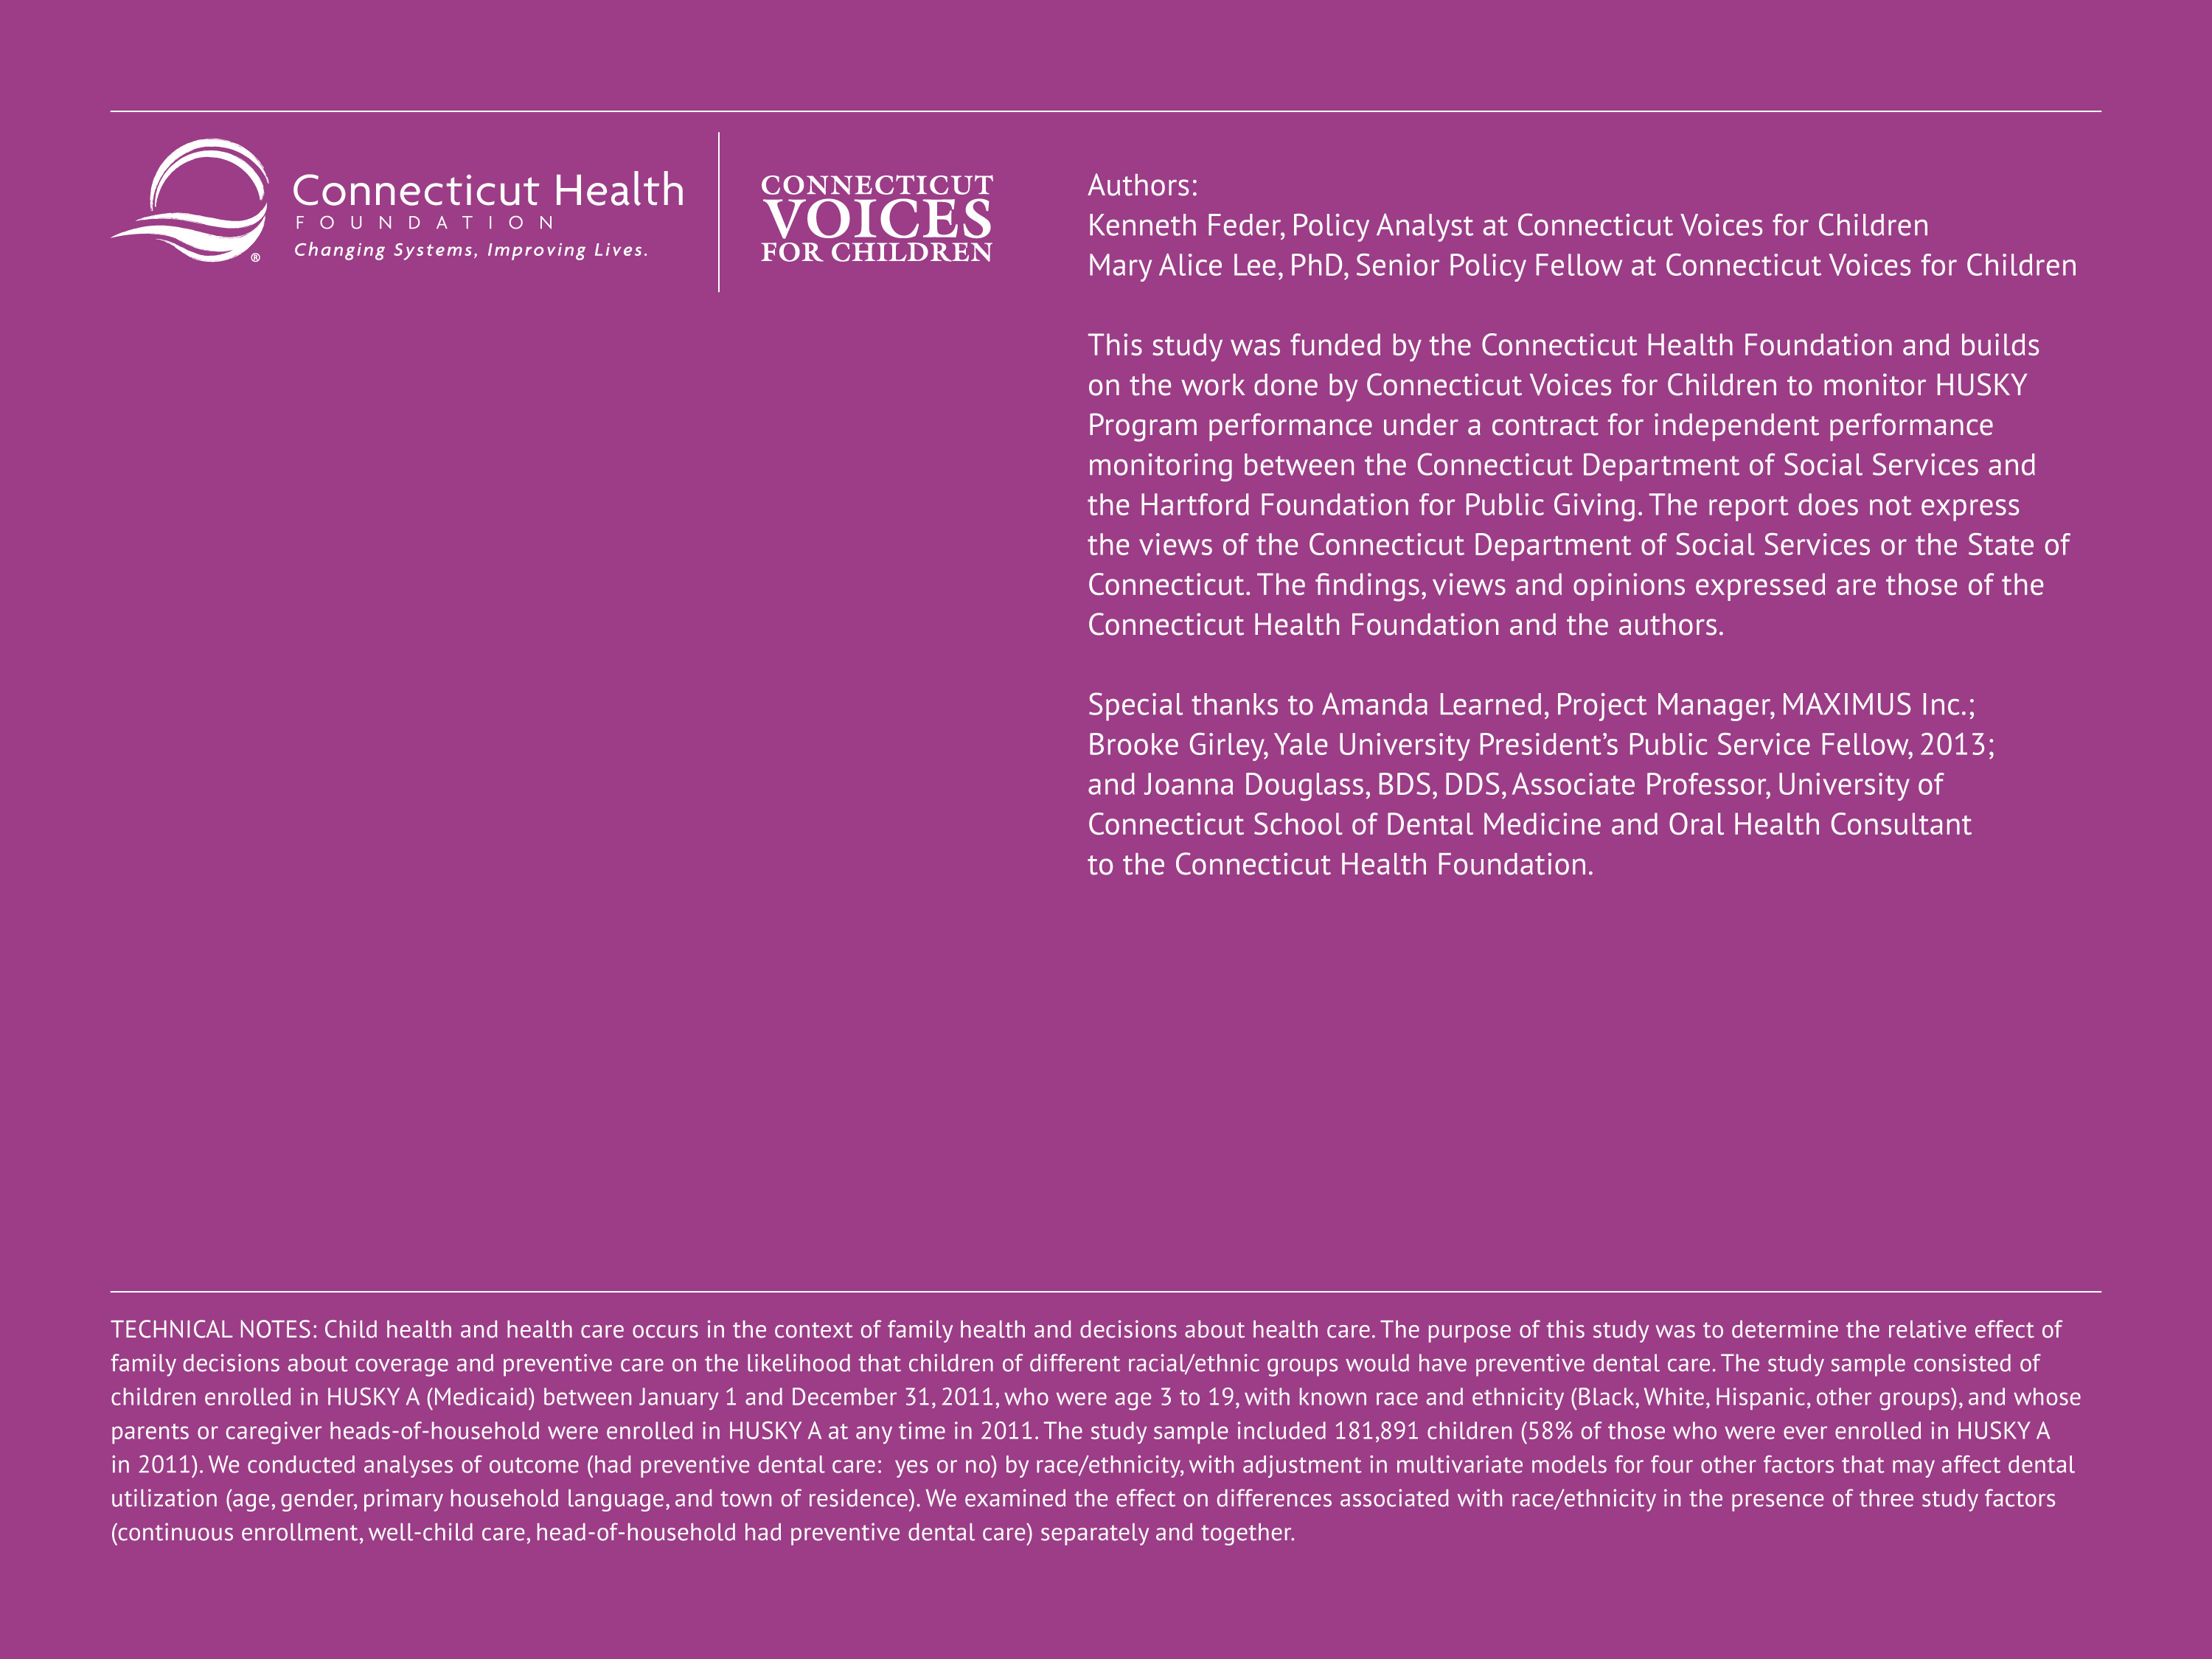 Connecticut Health
FOUNDATION
Changing Systems, Improving Lives.
®
CONNECTICUT
VOICES
FOR CHILDREN
Authors:
Kenneth Feder, Policy Analyst at Connecticut Voices for Children
Mary Alice Lee, PhD, Senior Policy Fellow at Connecticut Voices for Children
This study was funded by the Connecticut Health Foundation and builds
on the work done by Connecticut Voices for Children to monitor HUSKY
Program performance under a contract for independent performance
monitoring between the Connecticut Department of Social Services and
the Hartford Foundation for Public Giving. The report does not express
the views of the Connecticut Department of Social Services or the State of
Connecticut. The findings, views and opinions expressed are those of the
Connecticut Health Foundation and the authors.
Special thanks to Amanda Learned, Project Manager, MAXIMUS Inc.;
Brooke Girley, Yale University President’s Public Service Fellow, 2013;
and Joanna Douglass, BDS, DDS, Associate Professor, University of
Connecticut School of Dental Medicine and Oral Health Consultant
to the Connecticut Health Foundation.
TECHNICAL NOTES: Child health and health care occurs in the context of family health and decisions about health care. The purpose of this study was to determine the relative effect of
family decisions about coverage and preventive care on the likelihood that children of different racial/ethnic groups would have preventive dental care. The study sample consisted of
children enrolled in HUSKY A (Medicaid) between January 1 and December 31, 2011, who were age 3 to 19, with known race and ethnicity (Black, White, Hispanic, other groups), and whose
parents or caregiver heads-of-household were enrolled in HUSKY A at any time in 2011. The study sample included 181,891 children (58% of those who were ever enrolled in HUSKY A
in 2011). We conducted analyses of outcome (had preventive dental care:  yes or no) by race/ethnicity, with adjustment in multivariate models for four other factors that may affect dental
utilization (age, gender, primary household language, and town of residence). We examined the effect on differences associated with race/ethnicity in the presence of three study factors
(continuous enrollment, well-child care, head-of-household had preventive dental care) separately and together.